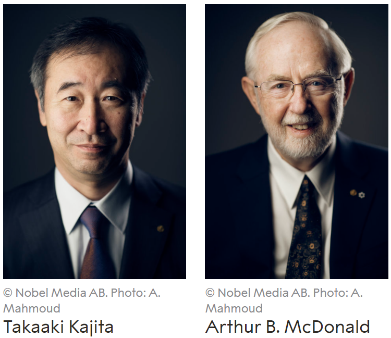 © Nobel Media AB. Photo: A.
Mahmoud
Takaaki Kajita
© Nobel Media AB. Photo: A.
Mahmoud
Arthur B. McDonald